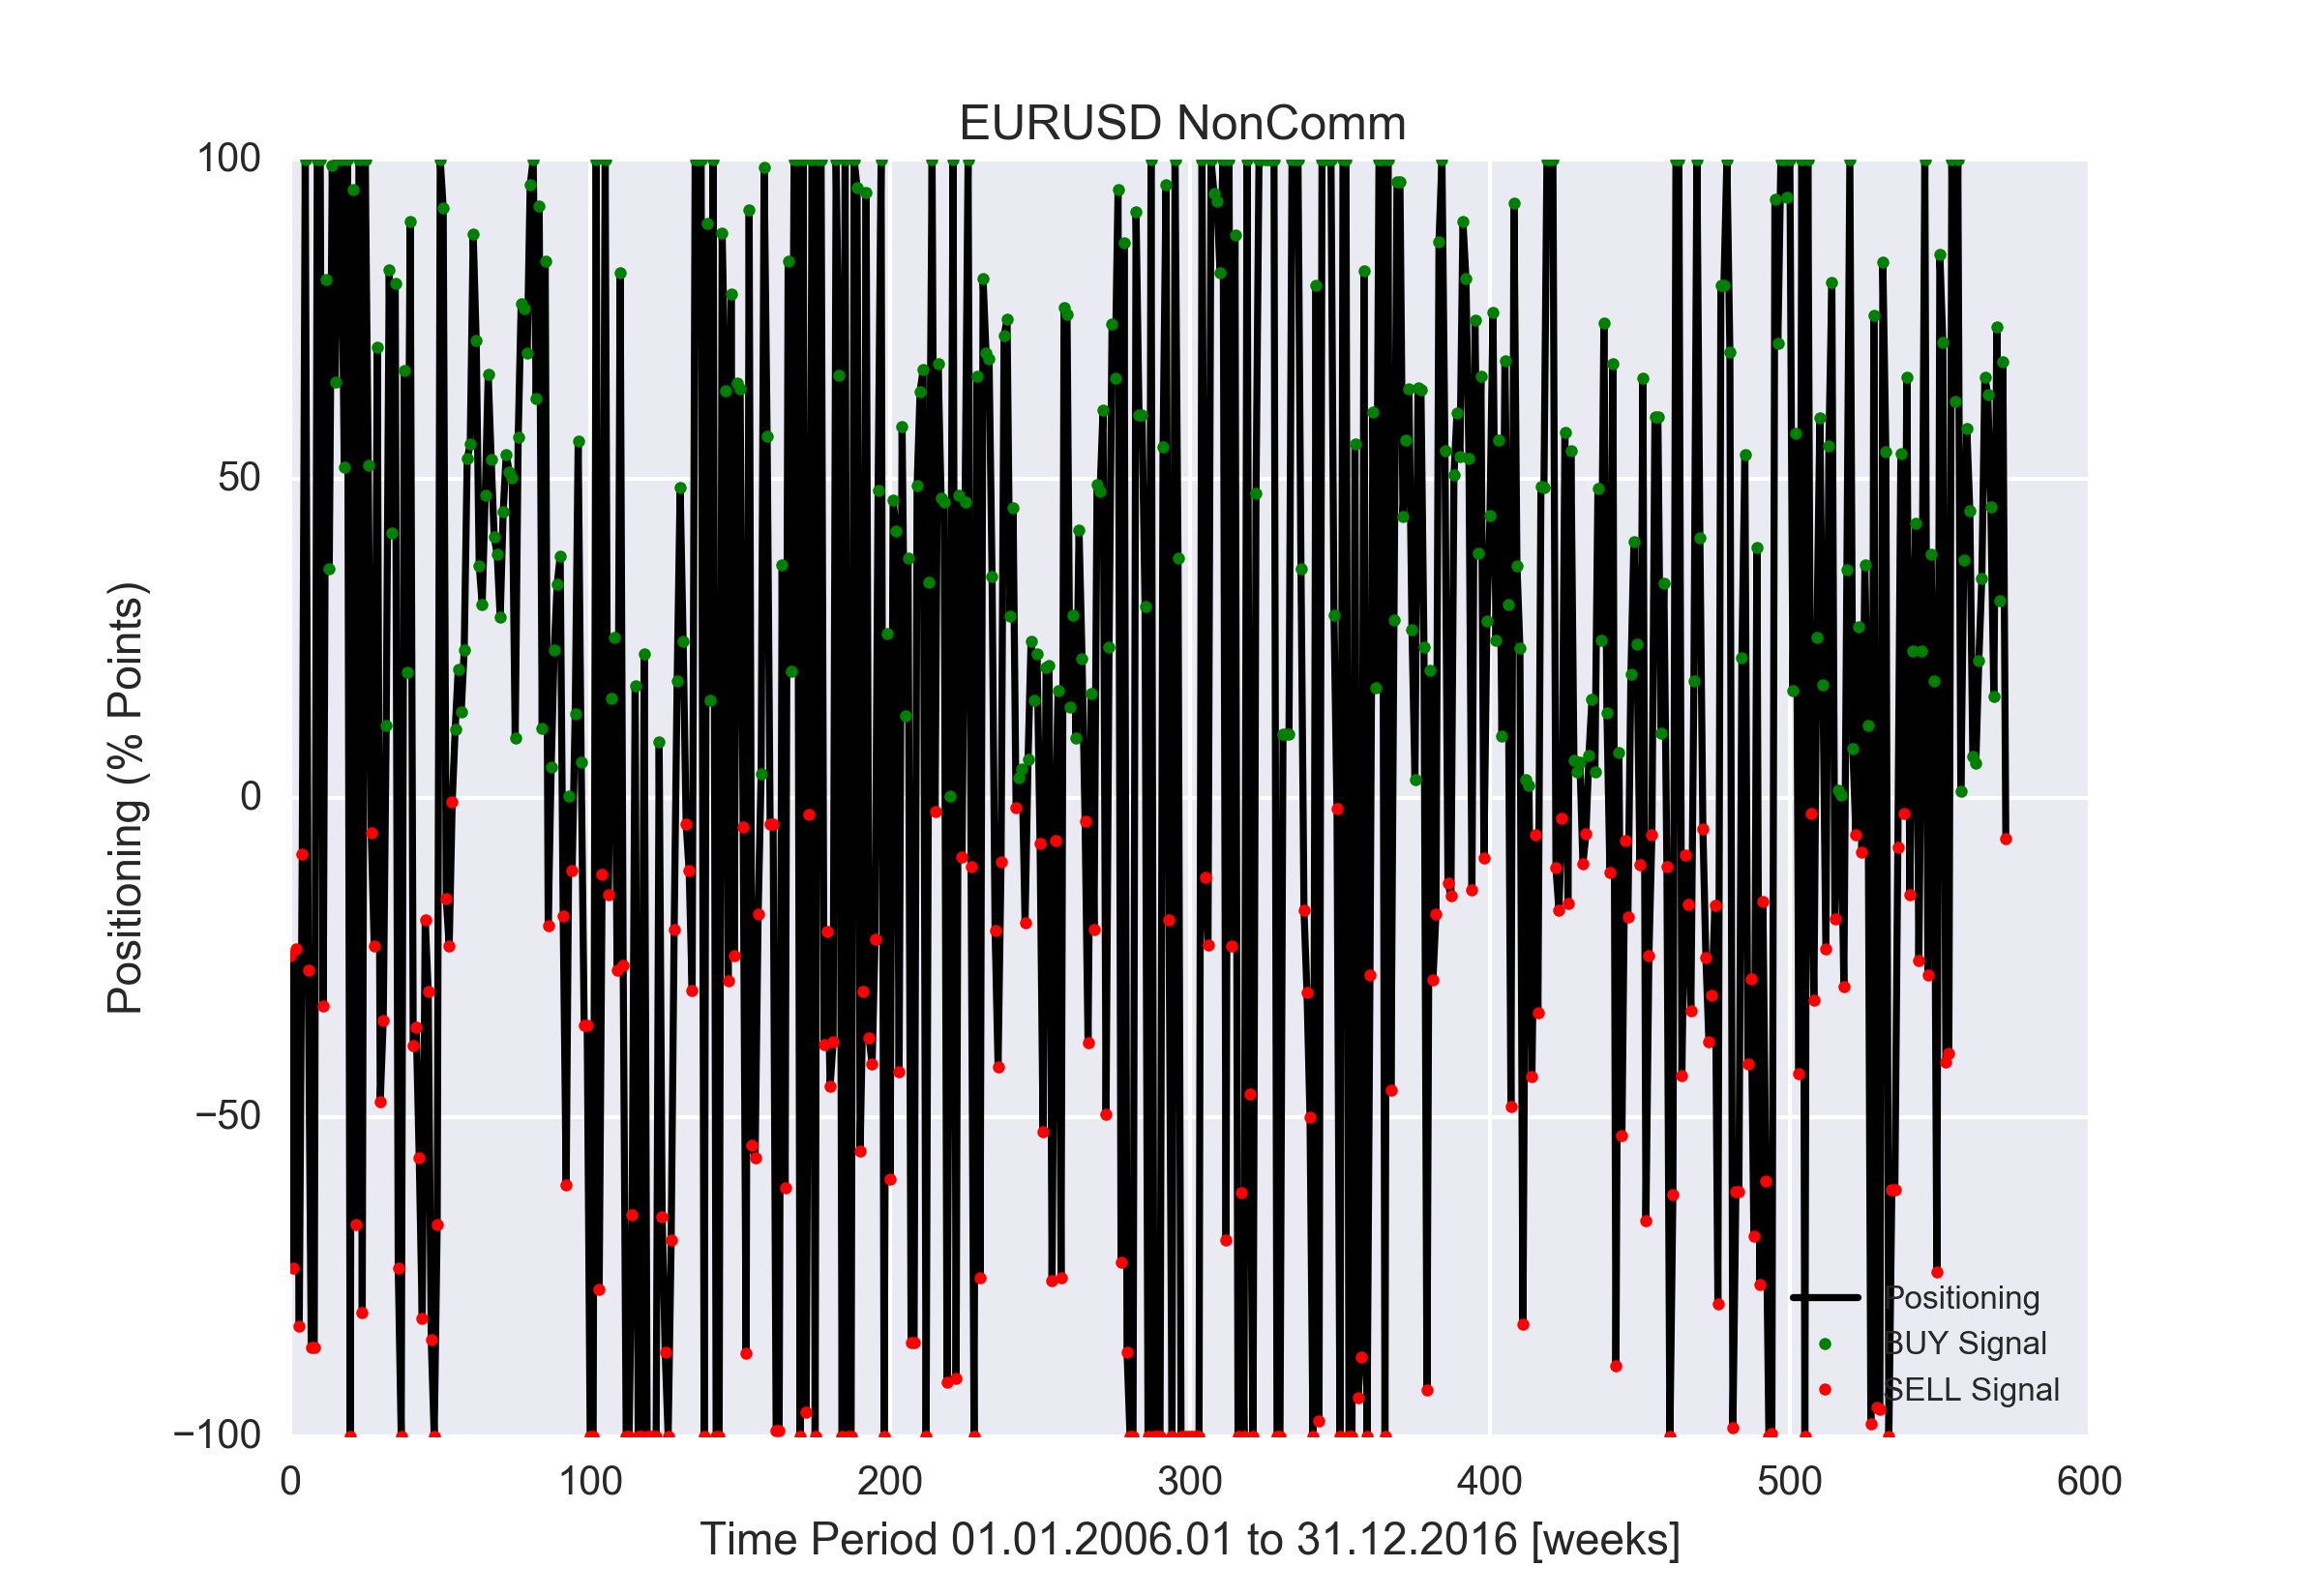 EURUSD NonComm
100
50
0
−50
−100
Positioning (% Points)
0 100 200 300 400 500 600
Time Period 01.01.2006.01 to 31.12.2016 [weeks]
Positioning
BUY Signal
SELL Signal